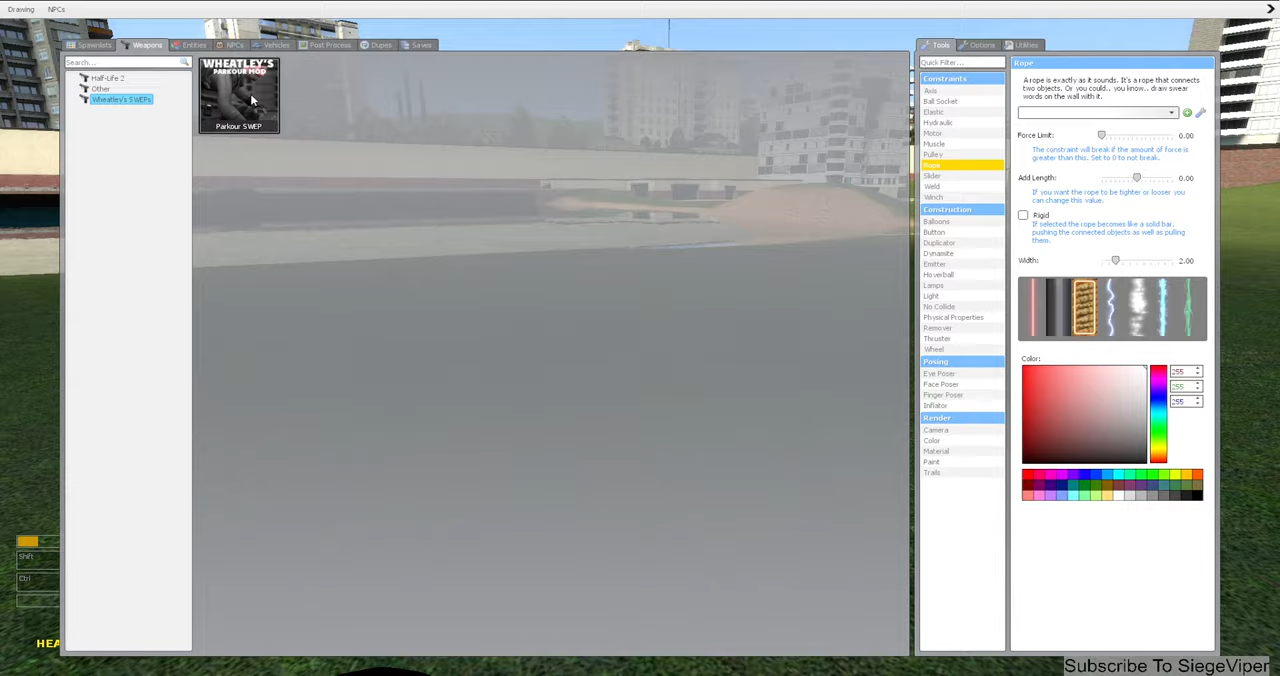 Drawing NPCs
Spawnlists Weapons Entities NPCs Vehicles Post Process Dupes Saves
Search...
Half-Life 2
Other
Wheatley's SWEPs
WHEATLEY'S
PARKOUR MOD
Parkour SWEP
Shift
Ctrl
HEA
Tools Options Utilities
Quick Filter...
Constraints
Axis
Ball Socket
Elastic
Hydraulic
Motor
Muscle
Pulley
Rope
Slider
Weld
Winch
Construction
Balloons
Button
Duplicator
Dynamite
Emitter
Hoverball
Lamps
Light
No Collide
Physical Properties
Remover
Thruster
Wheel
Posing
Eye Poser
Face Poser
Finger Poser
Inflator
Render
Camera
Color
Material
Paint
Trails
Rope
A rope is exactly as it sounds. It's a rope that connects
two objects. Or you could.. you know.. draw swear
words on the wall with it.
Force Limit: 0.00
The constraint will break if the amount of force is
greater than this. Set to 0 to not break.
Add Length: 0.00
If you want the rope to be tighter or looser you
can change this value.
Rigid
If selected the rope becomes like a solid bar,
pushing the connected objects as well as pulling
them.
Width: 2.00
Color:
255
255
255
Subscribe To SiegeViper